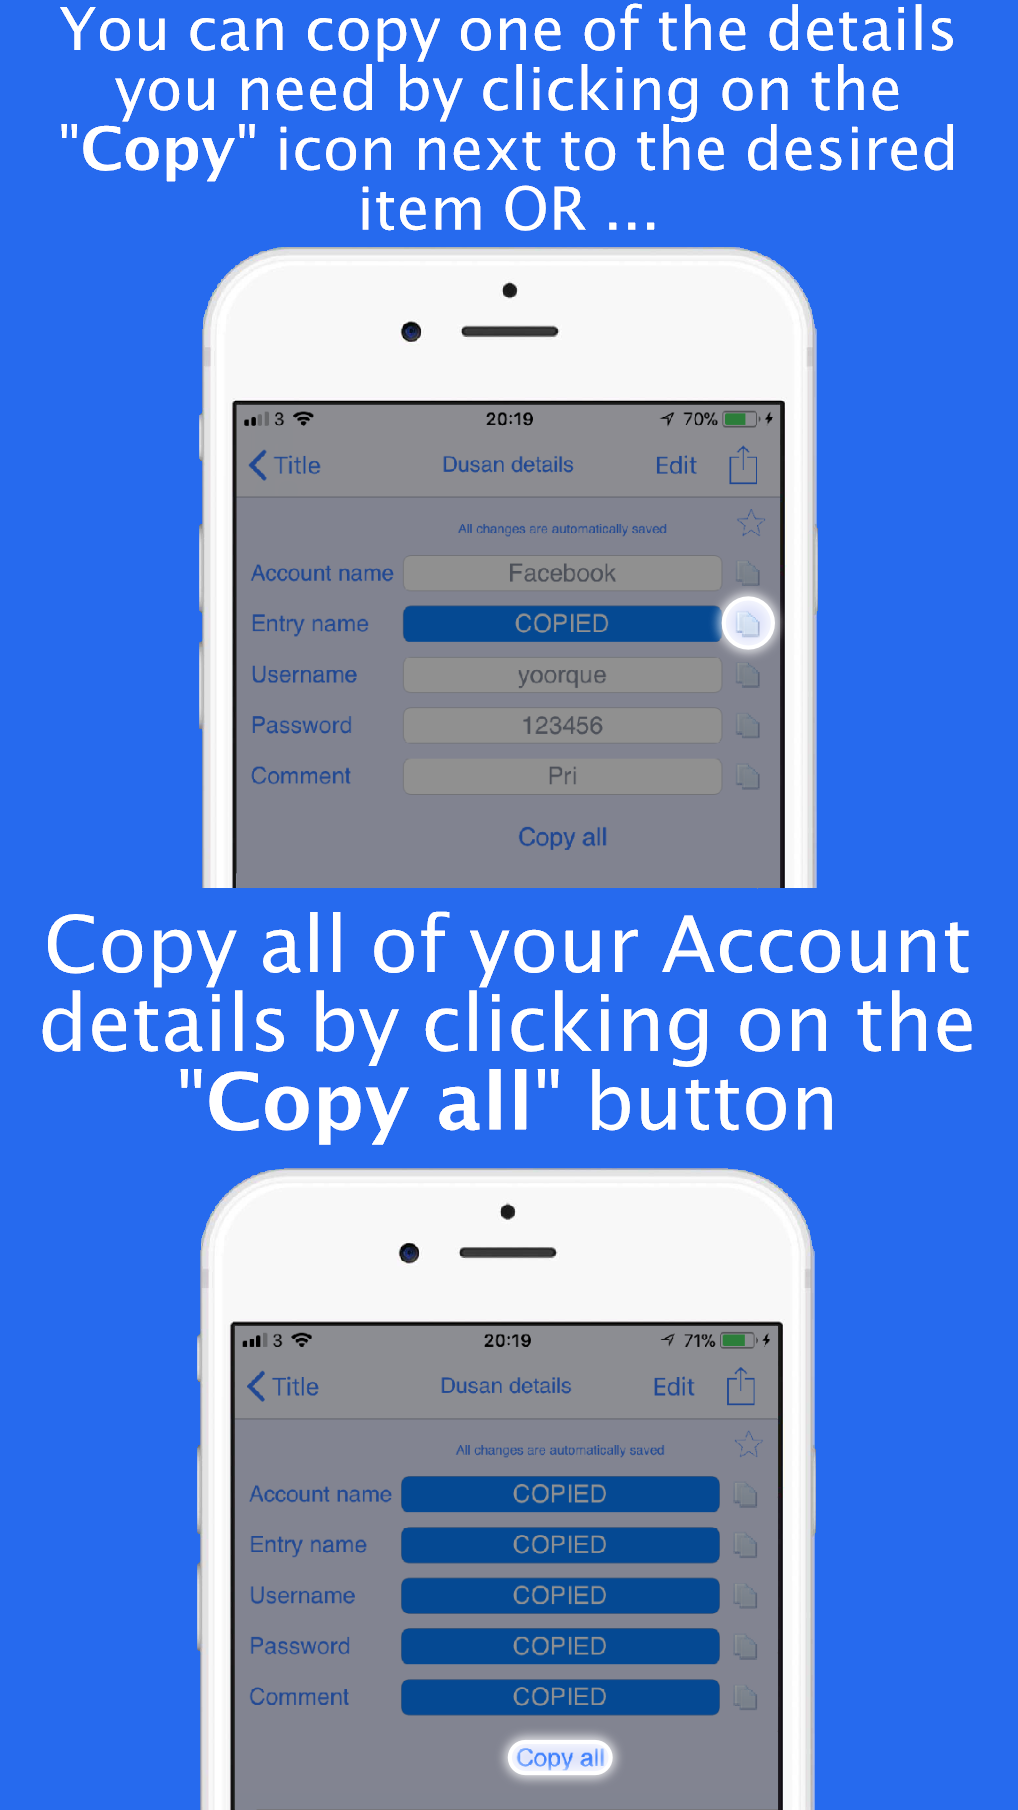 You can copy one of the details
you need by clicking on the
"Copy" icon next to the desired
item OR ...
3 20:19 70%
Title Dusan details Edit
All changes are automatically saved
Account name Facebook
Entry name COPIED
Username yoorque
Password 123456
Comment Pri
Copy all
Copy all of your Account
details by clicking on the
"Copy all" button
3 20:19 71%
Title Dusan details Edit
All changes are automatically saved
Account name COPIED
Entry name COPIED
Username COPIED
Password COPIED
Comment COPIED
Copy all